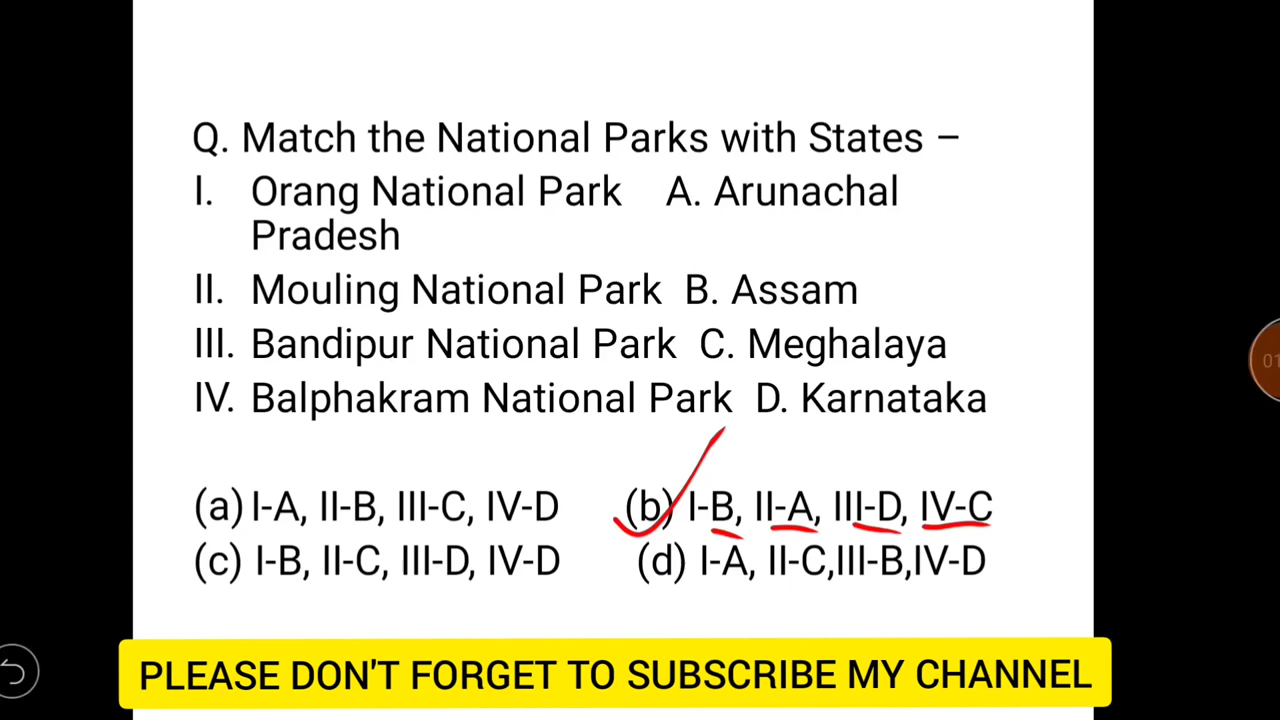 Q. Match the National Parks with States –
I. Orang National Park A. Arunachal
Pradesh
II. Mouling National Park B. Assam
III. Bandipur National Park C. Meghalaya
IV. Balphakram National Park D. Karnataka
(a) I-A, II-B, III-C, IV-D (b) I-B, II-A, III-D, IV-C
(c) I-B, II-C, III-D, IV-D (d) I-A, II-C,III-B,IV-D
PLEASE DON'T FORGET TO SUBSCRIBE MY CHANNEL